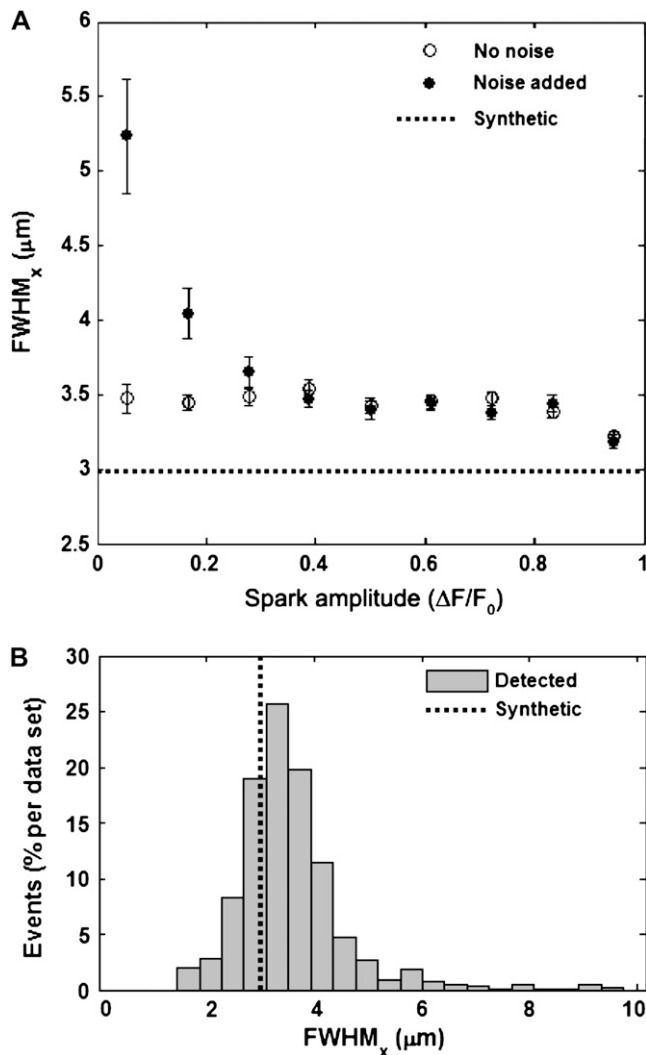 A
6
5.5
5
4.5
4
3.5
3
2.5
FWHMₓ (μm)
No noise
Noise added
Synthetic
0 0.2 0.4 0.6 0.8 1
Spark amplitude (ΔF/F₀)
B
30
25
20
15
10
5
0
Events (% per data set)
Detected
Synthetic
0 2 4 6 8 10
FWHMₓ (μm)